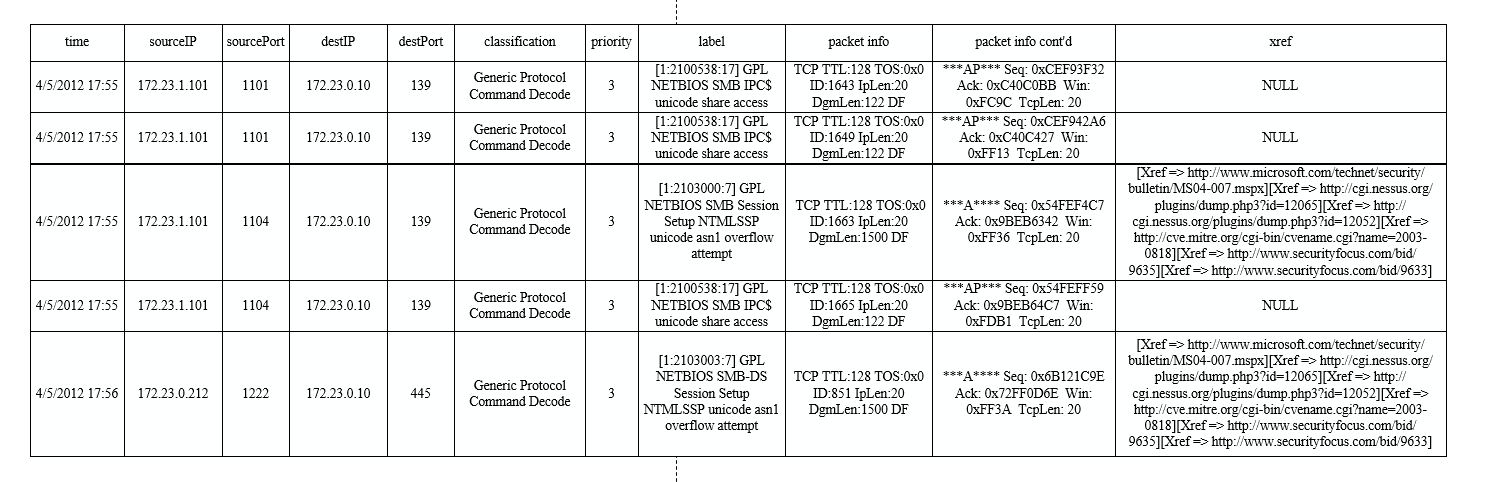 time sourceIP sourcePort destIP destPort classification priority label packet info packet info cont'd xref
4/5/2012 17:55 172.23.1.101 1101 172.23.0.10 139
Generic Protocol
Command Decode
3
[1:2100538:17] GPL
NETBIOS SMB IPC$
unicode share access
TCP TTL:128 TOS:0x0
ID:1643 IpLen:20
DgmLen:122 DF
***AP*** Seq: 0xCEF93F32
Ack: 0xC40C0BB Win:
0xFC9C TcpLen: 20
NULL
4/5/2012 17:55 172.23.1.101 1101 172.23.0.10 139
Generic Protocol
Command Decode
3
[1:2100538:17] GPL
NETBIOS SMB IPC$
unicode share access
TCP TTL:128 TOS:0x0
ID:1649 IpLen:20
DgmLen:122 DF
***AP*** Seq: 0xCEF942A6
Ack: 0xC40C427 Win:
0xFF13 TcpLen: 20
NULL
4/5/2012 17:55 172.23.1.101 1104 172.23.0.10 139
Generic Protocol
Command Decode
3
[1:2103000:7] GPL
NETBIOS SMB Session
Setup NTMLSSP
unicode asn1 overflow
attempt
TCP TTL:128 TOS:0x0
ID:1663 IpLen:20
DgmLen:1500 DF
***A**** Seq: 0x54FEF4C7
Ack: 0x9BEB6342 Win:
0xFF36 TcpLen: 20
[Xref => http://www.microsoft.com/technet/security/
bulletin/MS04-007.mspx][Xref => http://cgi.nessus.org/
plugins/dump.php3?id=12065][Xref => http://
cgi.nessus.org/plugins/dump.php3?id=12052][Xref =>
http://cve.mitre.org/cgi-bin/cvename.cgi?name=2003-
0818][Xref => http://www.securityfocus.com/bid/
9635][Xref => http://www.securityfocus.com/bid/9633]
4/5/2012 17:55 172.23.1.101 1104 172.23.0.10 139
Generic Protocol
Command Decode
3
[1:2100538:17] GPL
NETBIOS SMB IPC$
unicode share access
TCP TTL:128 TOS:0x0
ID:1665 IpLen:20
DgmLen:122 DF
***AP*** Seq: 0x54FEFF59
Ack: 0x9BEB64C7 Win:
0xFDB1 TcpLen: 20
NULL
4/5/2012 17:56 172.23.0.212 1222 172.23.0.10 445
Generic Protocol
Command Decode
3
[1:2103003:7] GPL
NETBIOS SMB-DS
Session Setup
NTMLSSP unicode asn1
overflow attempt
TCP TTL:128 TOS:0x0
ID:851 IpLen:20
DgmLen:1500 DF
***A**** Seq: 0x6B121C9E
Ack: 0x72FF0D6E Win:
0xFF3A TcpLen: 20
[Xref => http://www.microsoft.com/technet/security/
bulletin/MS04-007.mspx][Xref => http://cgi.nessus.org/
plugins/dump.php3?id=12065][Xref => http://
cgi.nessus.org/plugins/dump.php3?id=12052][Xref =>
http://cve.mitre.org/cgi-bin/cvename.cgi?name=2003-
0818][Xref => http://www.securityfocus.com/bid/
9635][Xref => http://www.securityfocus.com/bid/9633]